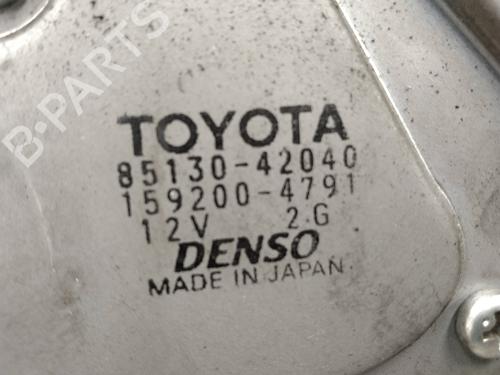 B-PARTS
TOYOTA
85130-42040
159200-4791
12V 2.G
DENSO
MADE IN JAPAN